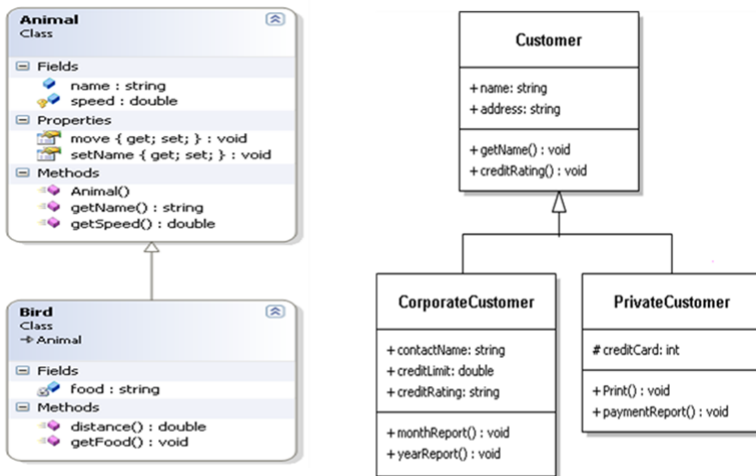 Animal
Class
Fields
name : string
speed : double
Properties
move { get; set; } : void
setName { get; set; } : void
Methods
Animal()
getName() : string
getSpeed() : double
Bird
Class
Animal
Fields
food : string
Methods
distance() : double
getFood() : void
Customer
+ name: string
+ address: string
+ getName() : void
+ creditRating() : void
CorporateCustomer
+ contactName: string
+ creditLimit: double
+ creditRating: string
+ monthReport() : void
+ yearReport() : void
PrivateCustomer
# creditCard: int
+ Print() : void
+ paymentReport() : void